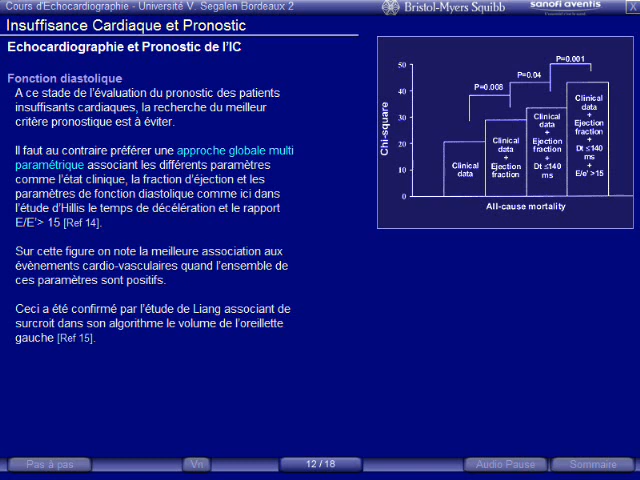 Cours d'Echocardiographie - Université V. Segalen Bordeaux 2
Bristol-Myers Squibb
sanofi aventis
X
Insuffisance Cardiaque et Pronostic
Echocardiographie et Pronostic de l'IC
Fonction diastolique
A ce stade de l'évaluation du pronostic des patients
insuffisants cardiaques, la recherche du meilleur
critère pronostique est à éviter.
Il faut au contraire préférer une approche globale multi
paramétrique associant les différents paramètres
comme l'état clinique, la fraction d'éjection et les
paramètres de fonction diastolique comme ici dans
l'étude d'Hillis le temps de décélération et le rapport
E/E'> 15 [Ref 14].
Sur cette figure on note la meilleure association aux
évènements cardio-vasculaires quand l'ensemble de
ces paramètres sont positifs.
Ceci a été confirmé par l'étude de Liang associant de
surcroit dans son algorithme le volume de l'oreillette
gauche [Ref 15].
Chi-square
50
40
30
20
10
0
P=0.008
P=0.04
P=0.001
Clinical
data
Clinical
data
+
Ejection
fraction
Clinical
data
+
Ejection
fraction
+
Dt ≤140
ms
Clinical
data
+
Ejection
fraction
+
Dt ≤140
ms
+
E/e' >15
All-cause mortality
Pas à pas
Vri
12 / 18
Audio Pause
Sommaire